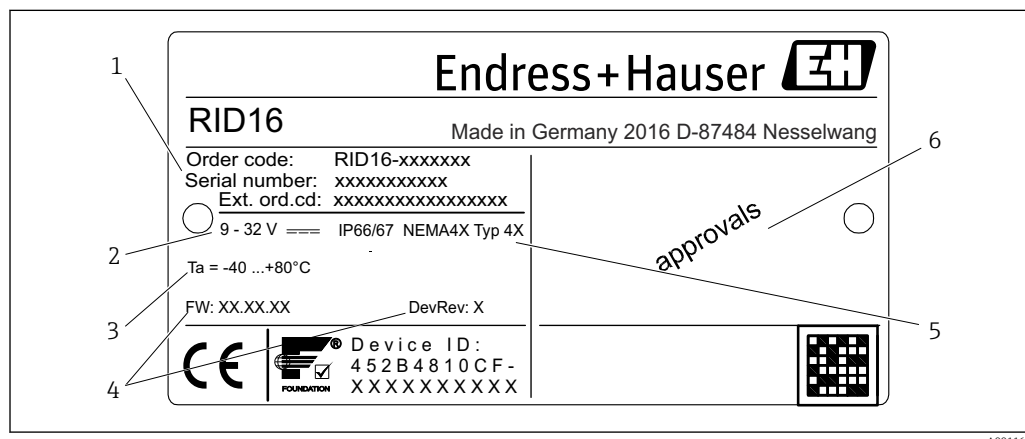 Endress+Hauser EH
RID16
Made in Germany 2016 D-87484 Nesselwang
Order code: RID16-xxxxxxx
Serial number: xxxxxxxxxxx
Ext. ord.cd: xxxxxxxxxxxxxxxxx
9 - 32 V IP66/67 NEMA4X Typ 4X
-
Ta = -40 ...+80°C
FW: XX.XX.XX DevRev: X
approvals
CE
F®
FOUNDATION
Device ID:
452B4810CF-
XXXXXXXXXX
1
2
3
4
5
6